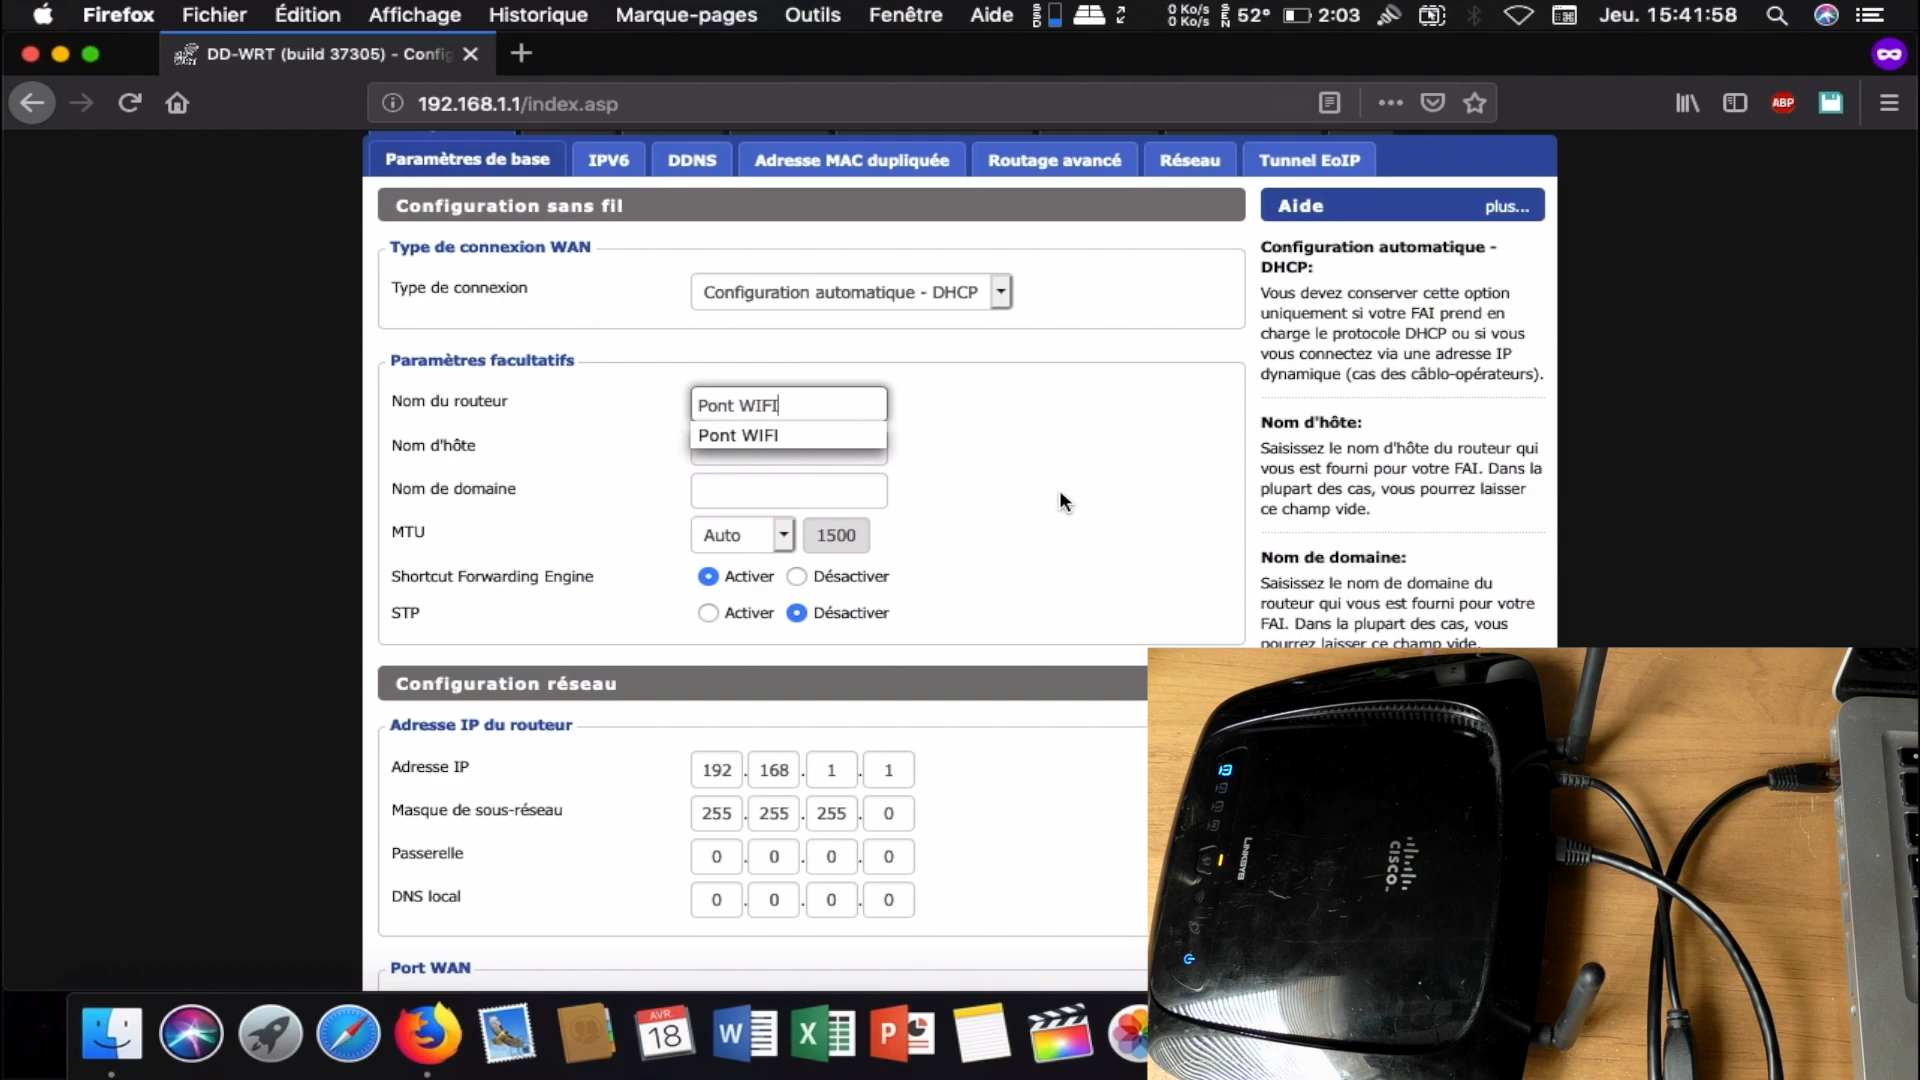 Firefox Fichier Édition Affichage Historique Marque-pages Outils Fenêtre Aide 0 Ko/s 0 Ko/s 52° 2:03 Jeu. 15:41:58
DD-WRT (build 37305) - Config
192.168.1.1/index.asp
ABP
Paramètres de base IPV6 DDNS Adresse MAC dupliquée Routage avancé Réseau Tunnel EoIP
Configuration sans fil
Type de connexion WAN
Type de connexion Configuration automatique - DHCP
Paramètres facultatifs
Nom du routeur Pont WIFI
Pont WIFI
Nom d'hôte
Nom de domaine
MTU Auto 1500
Shortcut Forwarding Engine Activer Désactiver
STP Activer Désactiver
Configuration réseau
Adresse IP du routeur
Adresse IP 192 . 168 . 1 . 1
Masque de sous-réseau 255 . 255 . 255 . 0
Passerelle 0 . 0 . 0 . 0
DNS local 0 . 0 . 0 . 0
Port WAN
Aide plus...
Configuration automatique -
DHCP:
Vous devez conserver cette option
uniquement si votre FAI prend en
charge le protocole DHCP ou si vous
vous connectez via une adresse IP
dynamique (cas des câblo-opérateurs).
Nom d'hôte:
Saisissez le nom d'hôte du routeur qui
vous est fourni pour votre FAI. Dans la
plupart des cas, vous pourrez laisser
ce champ vide.
Nom de domaine:
Saisissez le nom de domaine du
routeur qui vous est fourni pour votre
FAI. Dans la plupart des cas, vous
pourrez laisser ce champ vide.
LINKSYS
CISCO
AVR.
18
W
X
P